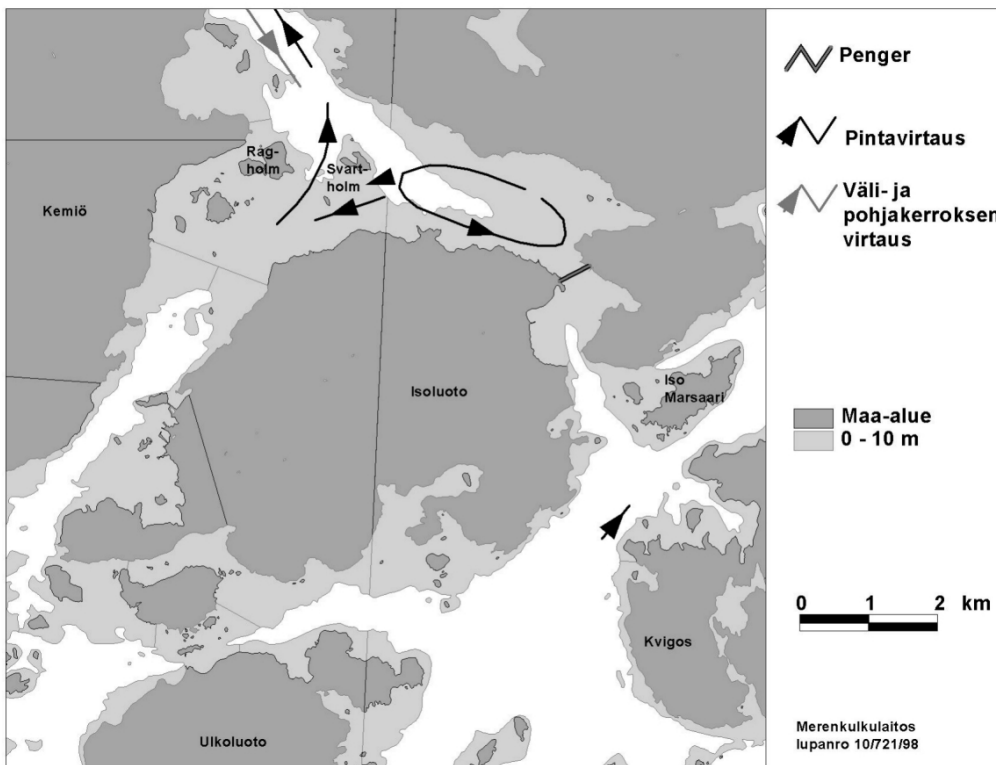 Råg-
holm
Svart-
holm
Kemiö
Isoluoto
Iso
Marsaari
Kvigos
Ulkoluoto
Penger
Pintavirtaus
Väli- ja
pohjakerroksen
virtaus
Maa-alue
0 - 10 m
0 1 2 km
Merenkulkulaitos
lupanro 10/721/98